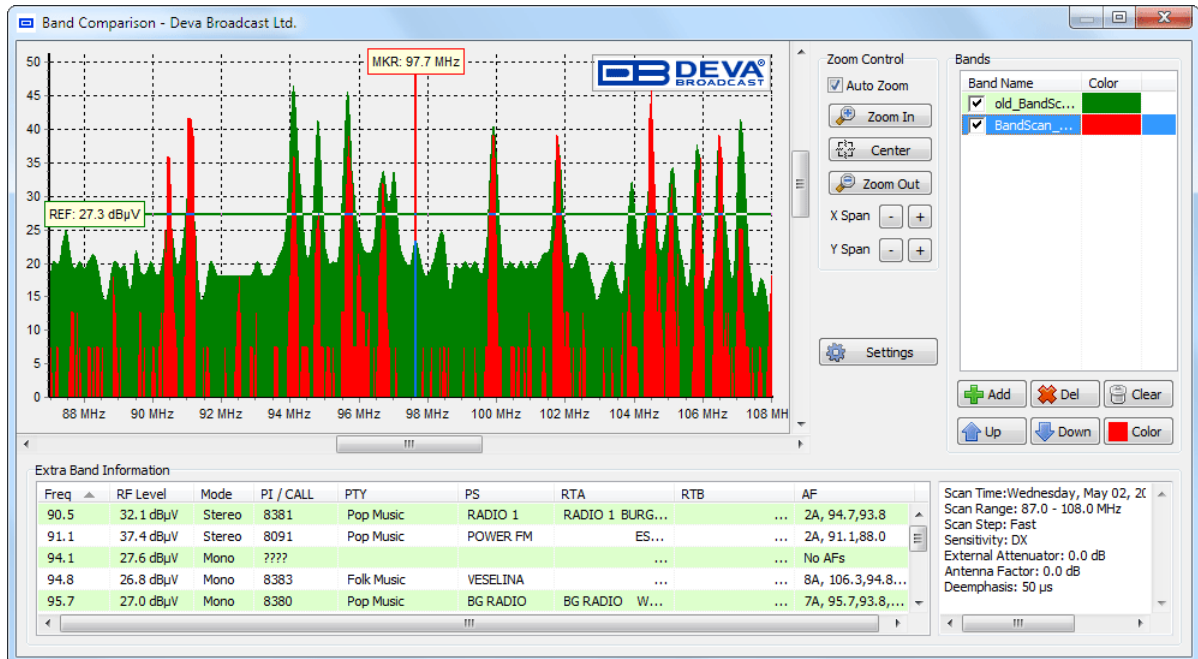 Band Comparison - Deva Broadcast Ltd.
50
45
40
35
30
25
20
15
10
5
0
MKR: 97.7 MHz
REF: 27.3 dBµV
DEVA®
BROADCAST
88 MHz 90 MHz 92 MHz 94 MHz 96 MHz 98 MHz 100 MHz 102 MHz 104 MHz 106 MHz 108 MH
Zoom Control
Auto Zoom
Zoom In
Center
Zoom Out
X Span - +
Y Span - +
Settings
Bands
Band Name Color
old_BandSc...
BandScan_...
Add Del Clear
Up Down Color
Extra Band Information
Freq RF Level Mode PI / CALL PTY PS RTA RTB AF
90.5 32.1 dBµV Stereo 8381 Pop Music RADIO 1 RADIO 1 BURG... ... 2A, 94.7,93.8
91.1 37.4 dBµV Stereo 8091 Pop Music POWER FM ES... ... 2A, 91.1,88.0
94.1 27.6 dBµV Mono ???? ... ... No AFs
94.8 26.8 dBµV Mono 8383 Folk Music VESELINA ... ... 8A, 106.3,94.8...
95.7 27.0 dBµV Mono 8380 Pop Music BG RADIO BG RADIO W... ... 7A, 95.7,93.8,...
Scan Time:Wednesday, May 02, 20
Scan Range: 87.0 - 108.0 MHz
Scan Step: Fast
Sensitivity: DX
External Attenuator: 0.0 dB
Antenna Factor: 0.0 dB
Deemphasis: 50 µs